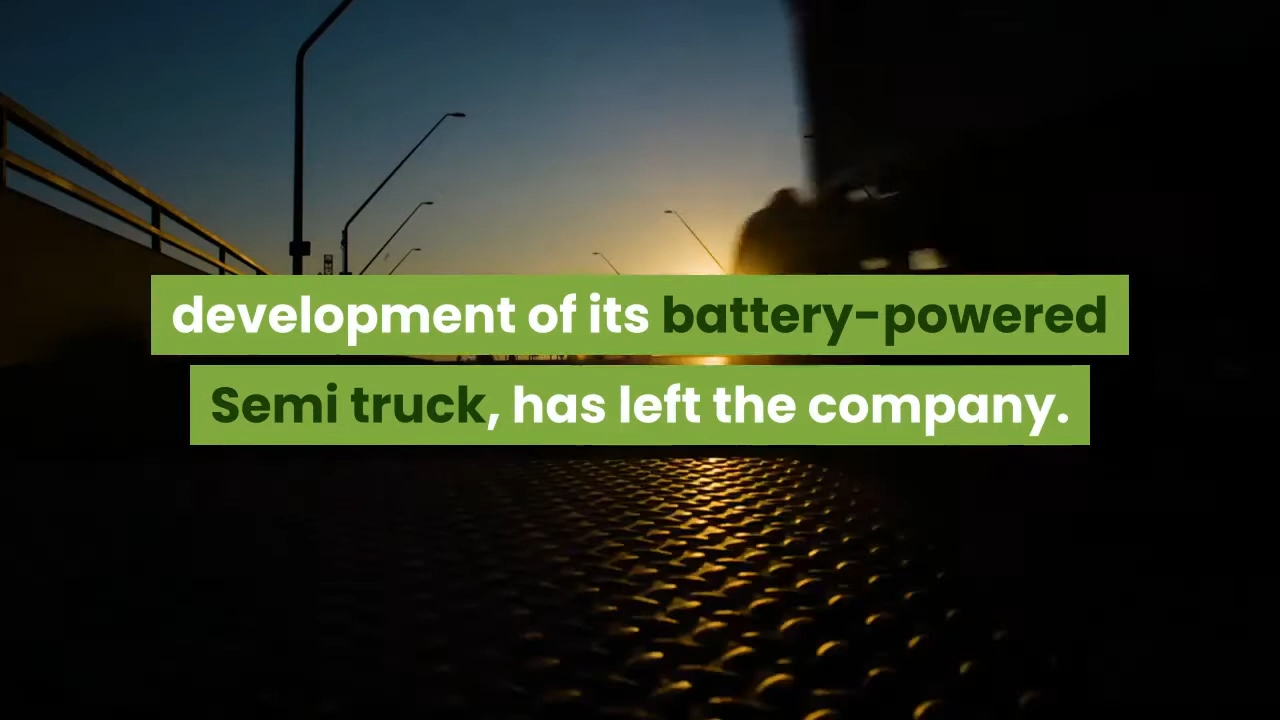 development of its battery-powered
Semi truck, has left the company.